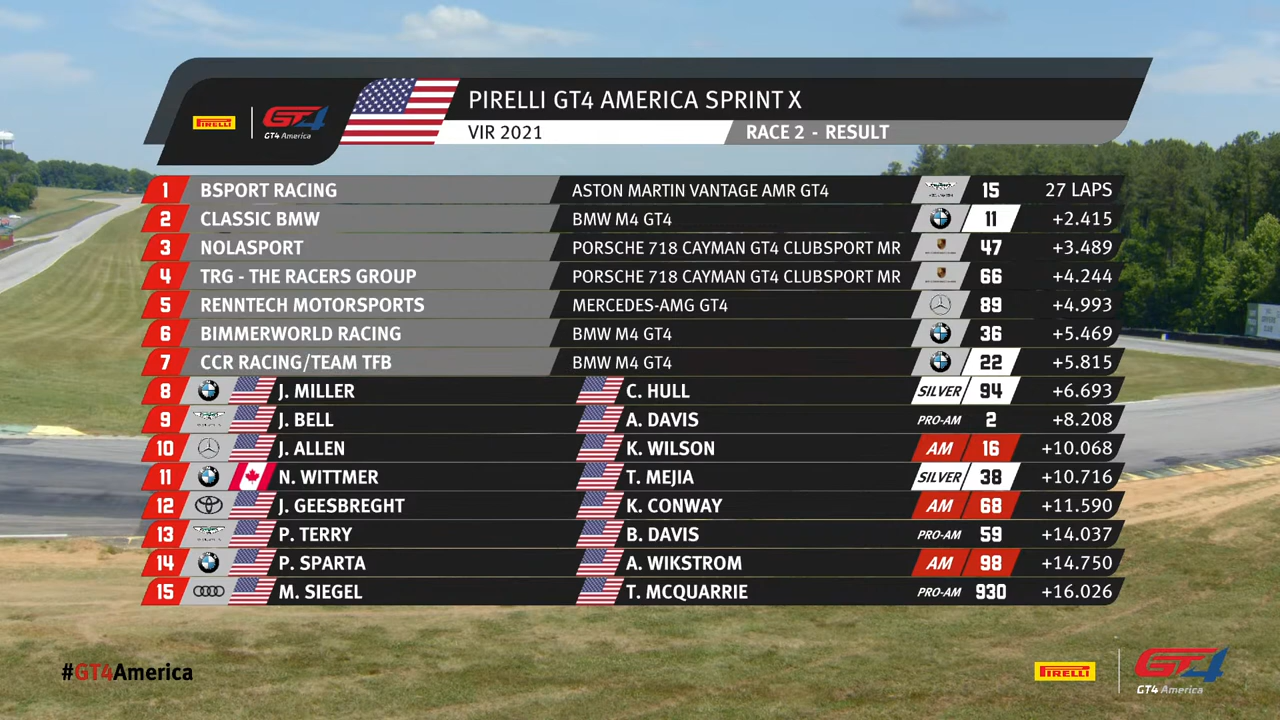 PIRELLI GT4 AMERICA SPRINT X
PIRELLI GT4 America
VIR 2021 RACE 2 - RESULT
1 BSPORT RACING ASTON MARTIN VANTAGE AMR GT4 15 27 LAPS
2 CLASSIC BMW BMW M4 GT4 11 +2.415
3 NOLASPORT PORSCHE 718 CAYMAN GT4 CLUBSPORT MR 47 +3.489
4 TRG - THE RACERS GROUP PORSCHE 718 CAYMAN GT4 CLUBSPORT MR 66 +4.244
5 RENNTECH MOTORSPORTS MERCEDES-AMG GT4 89 +4.993
6 BIMMERWORLD RACING BMW M4 GT4 36 +5.469
7 CCR RACING/TEAM TFB BMW M4 GT4 22 +5.815
8 J. MILLER C. HULL SILVER 94 +6.693
9 J. BELL A. DAVIS PRO-AM 2 +8.208
10 J. ALLEN K. WILSON AM 16 +10.068
11 N. WITTMER T. MEJIA SILVER 38 +10.716
12 J. GEESBREGHT K. CONWAY AM 68 +11.590
13 P. TERRY B. DAVIS PRO-AM 59 +14.037
14 P. SPARTA A. WIKSTROM AM 98 +14.750
15 M. SIEGEL T. MCQUARRIE PRO-AM 930 +16.026
#GT4America
PIRELLI GT4
GT4 America